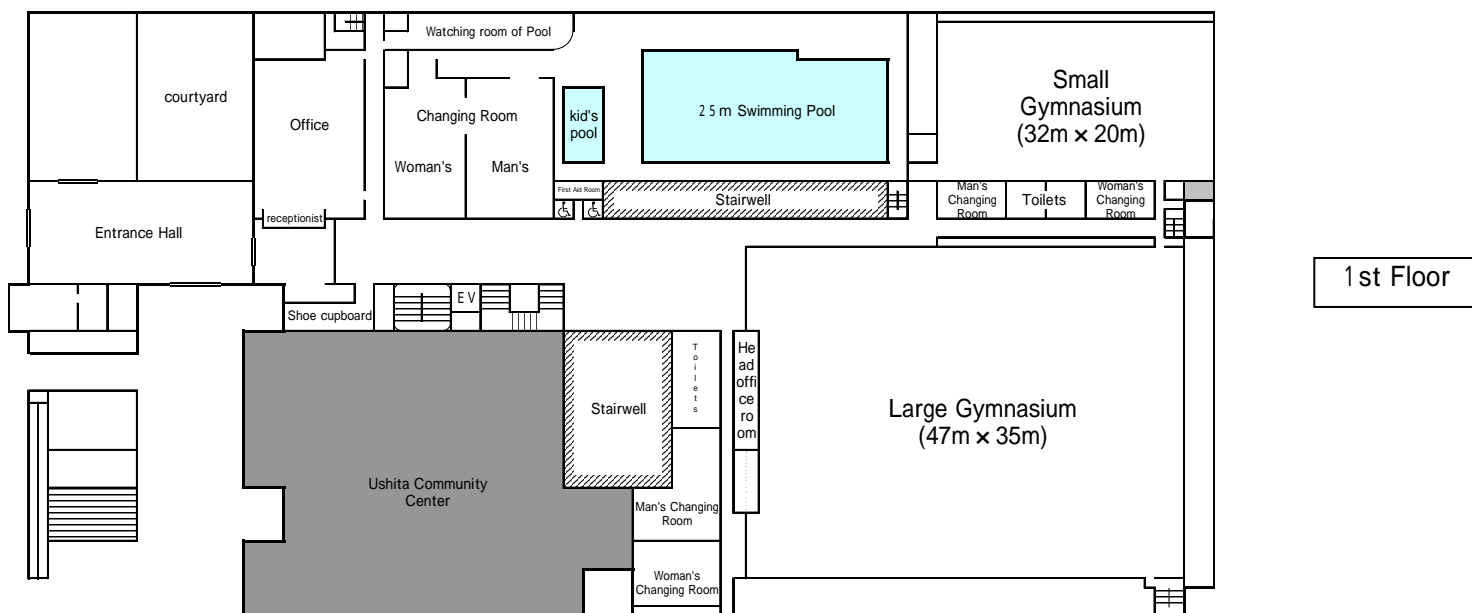 Watching room of Pool
courtyard
Office
Changing Room
Woman's
Man's
kid's
pool
25m Swimming Pool
Small
Gymnasium
(32m × 20m)
First Aid Room
Stairwell
Man's
Changing
Room
Toilets
Woman's
Changing
Room
receptionist
Entrance Hall
1st Floor
EV
Shoe cupboard
He
ad
offi
ce
ro
om
T
o
i
l
e
t
s
Stairwell
Large Gymnasium
(47m × 35m)
Ushita Community
Center
Man's Changing
Room
Woman's
Changing Room